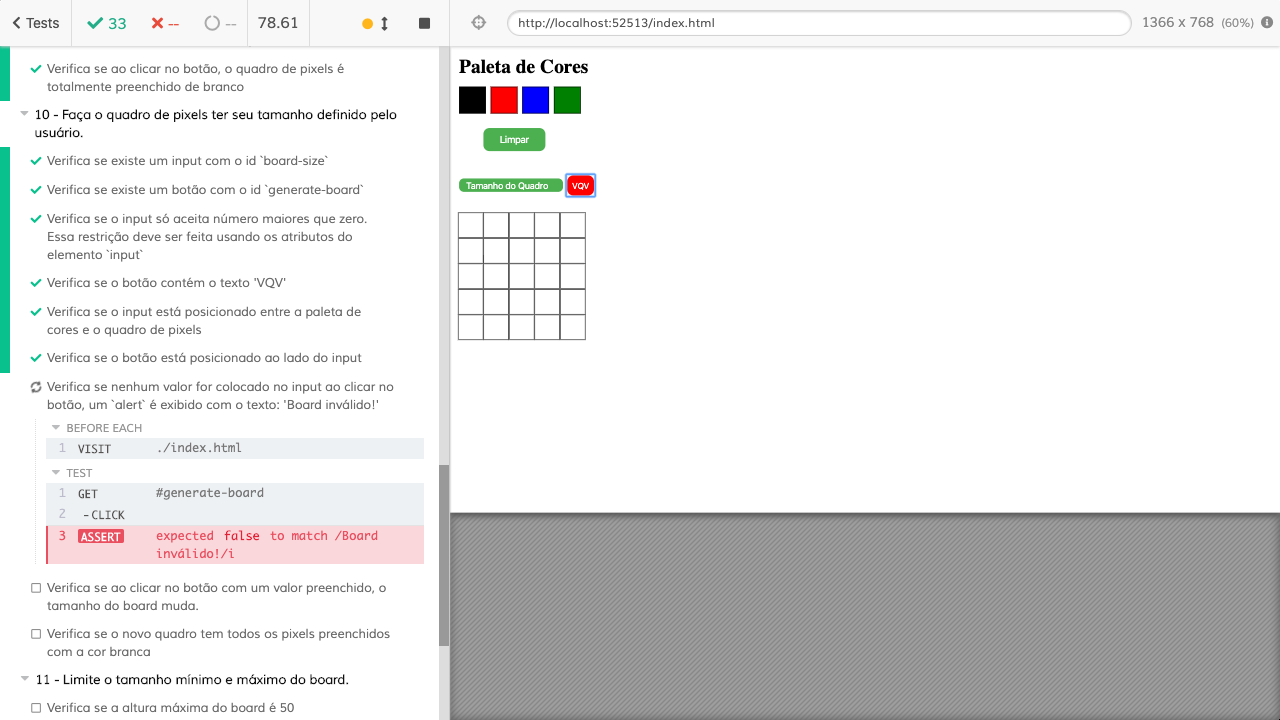 Tests
33
--
--
78.61
http://localhost:52513/index.html
1366 x 768 (60%)
Verifica se ao clicar no botão, o quadro de pixels é
totalmente preenchido de branco
10 - Faça o quadro de pixels ter seu tamanho definido pelo
usuário.
Verifica se existe um input com o id `board-size`
Verifica se existe um botão com o id `generate-board`
Verifica se o input só aceita número maiores que zero.
Essa restrição deve ser feita usando os atributos do
elemento `input`
Verifica se o botão contém o texto 'VQV'
Verifica se o input está posicionado entre a paleta de
cores e o quadro de pixels
Verifica se o botão está posicionado ao lado do input
Verifica se nenhum valor for colocado no input ao clicar no
botão, um `alert` é exibido com o texto: 'Board inválido!'
BEFORE EACH
1 VISIT ./index.html
TEST
1 GET #generate-board
2 - CLICK
3 ASSERT expected false to match /Board
inválido!/i
Verifica se ao clicar no botão com um valor preenchido, o
tamanho do board muda.
Verifica se o novo quadro tem todos os pixels preenchidos
com a cor branca
11 - Limite o tamanho mínimo e máximo do board.
Verifica se a altura máxima do board é 50
Paleta de Cores
Limpar
Tamanho do Quadro
VQV